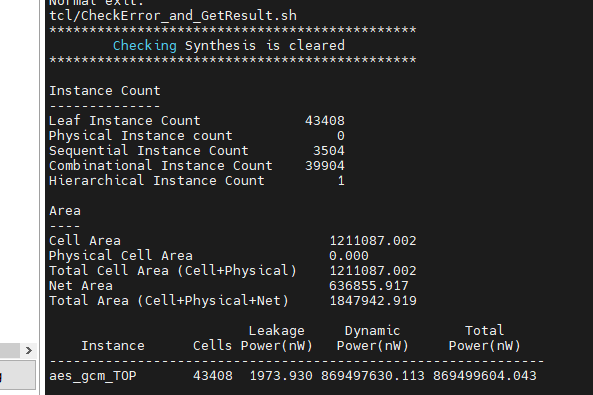 Normal exit.
tcl/CheckError_and_GetResult.sh
**********************************************
Checking Synthesis is cleared
**********************************************
Instance Count
--------------
Leaf Instance Count 43408
Physical Instance count 0
Sequential Instance Count 3504
Combinational Instance Count 39904
Hierarchical Instance Count 1
Area
----
Cell Area 1211087.002
Physical Cell Area 0.000
Total Cell Area (Cell+Physical) 1211087.002
Net Area 636855.917
Total Area (Cell+Physical+Net) 1847942.919
Leakage Dynamic Total
Instance Cells Power(nW) Power(nW) Power(nW)
--------------------------------------------------------------
aes_gcm_TOP 43408 1973.930 869497630.113 869499604.043